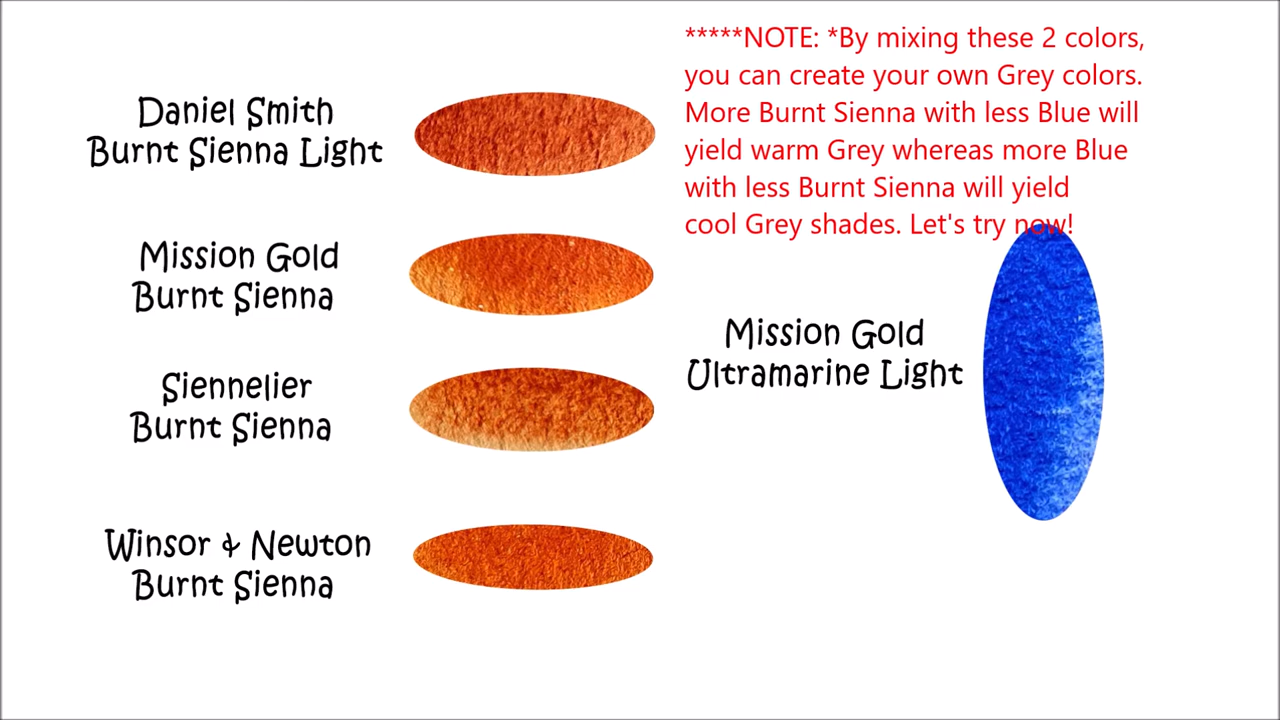 *****NOTE: *By mixing these 2 colors,
you can create your own Grey colors.
More Burnt Sienna with less Blue will
yield warm Grey whereas more Blue
with less Burnt Sienna will yield
cool Grey shades. Let's try now!
Daniel Smith
Burnt Sienna Light
Mission Gold
Burnt Sienna
Siennelier
Burnt Sienna
Winsor & Newton
Burnt Sienna
Mission Gold
Ultramarine Light